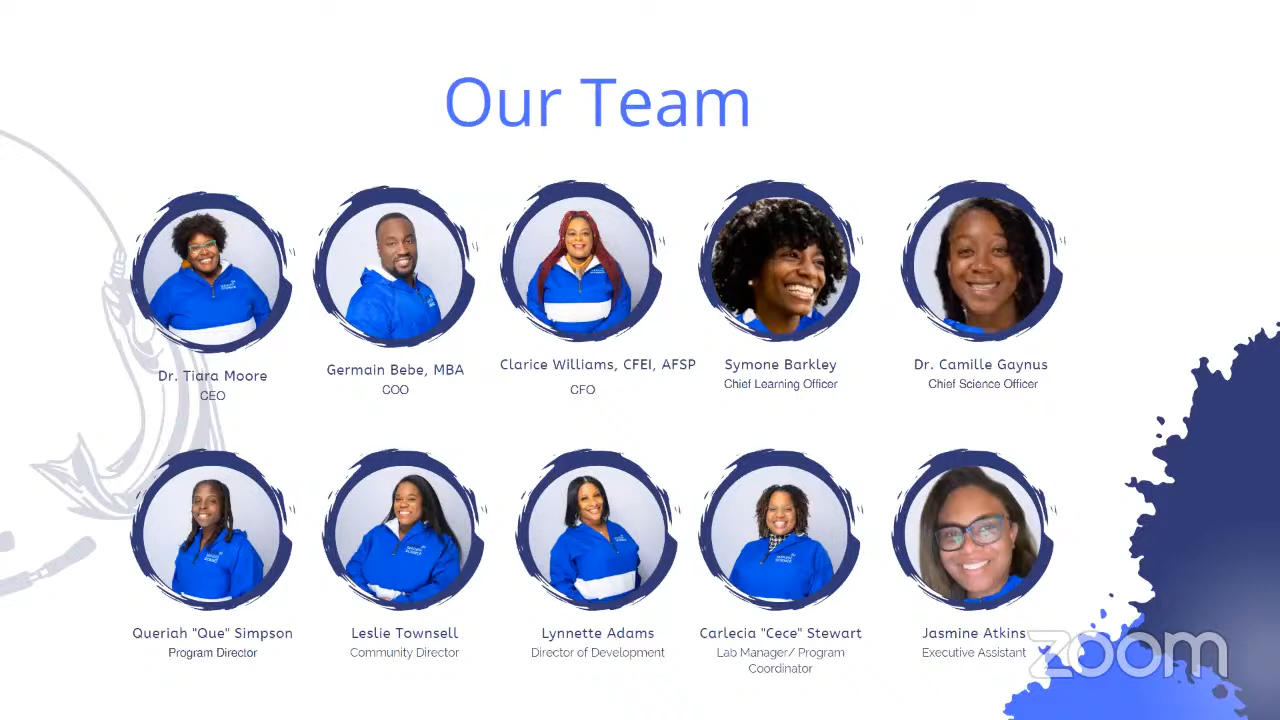 Our Team
Dr. Tiara Moore
CEO
Germain Bebe, MBA
COO
Clarice Williams, CFEI, AFSP
CFO
Symone Barkley
Chief Learning Officer
Dr. Camille Gaynus
Chief Science Officer
Queriah "Que" Simpson
Program Director
Leslie Townsell
Community Director
Lynnette Adams
Director of Development
Carlecia "Cece" Stewart
Lab Manager/ Program
Coordinator
Jasmine Atkins
Executive Assistant
zoom